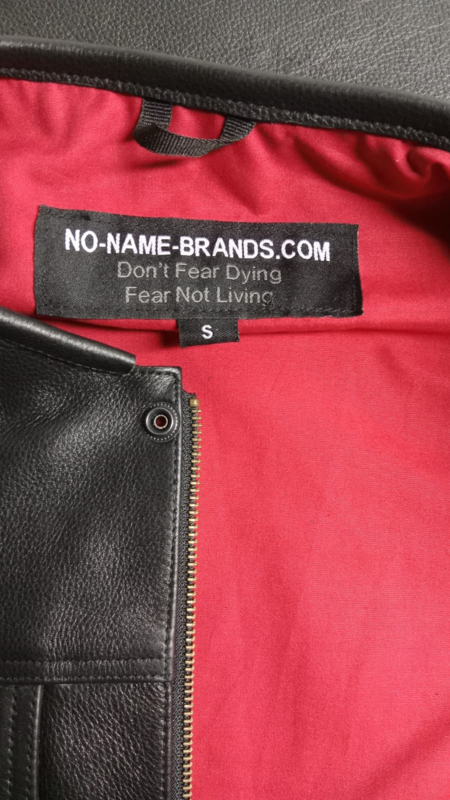 NO-NAME-BRANDS.COM
Don't Fear Dying
Fear Not Living
S